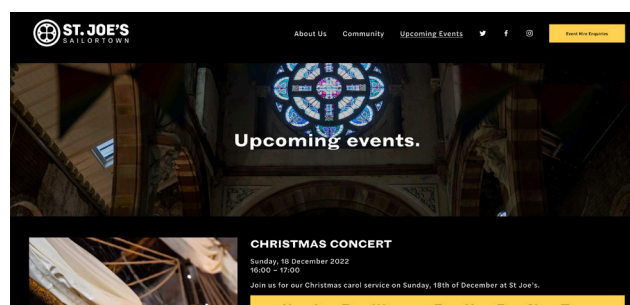 ST. JOE'S
SAILORTOWN
About Us Community Upcoming Events Event Hire Enquiries
Upcoming events.
CHRISTMAS CONCERT
Sunday, 18 December 2022
16:00 – 17:00
Join us for our Christmas carol service on Sunday, 18th of December at St Joe's.